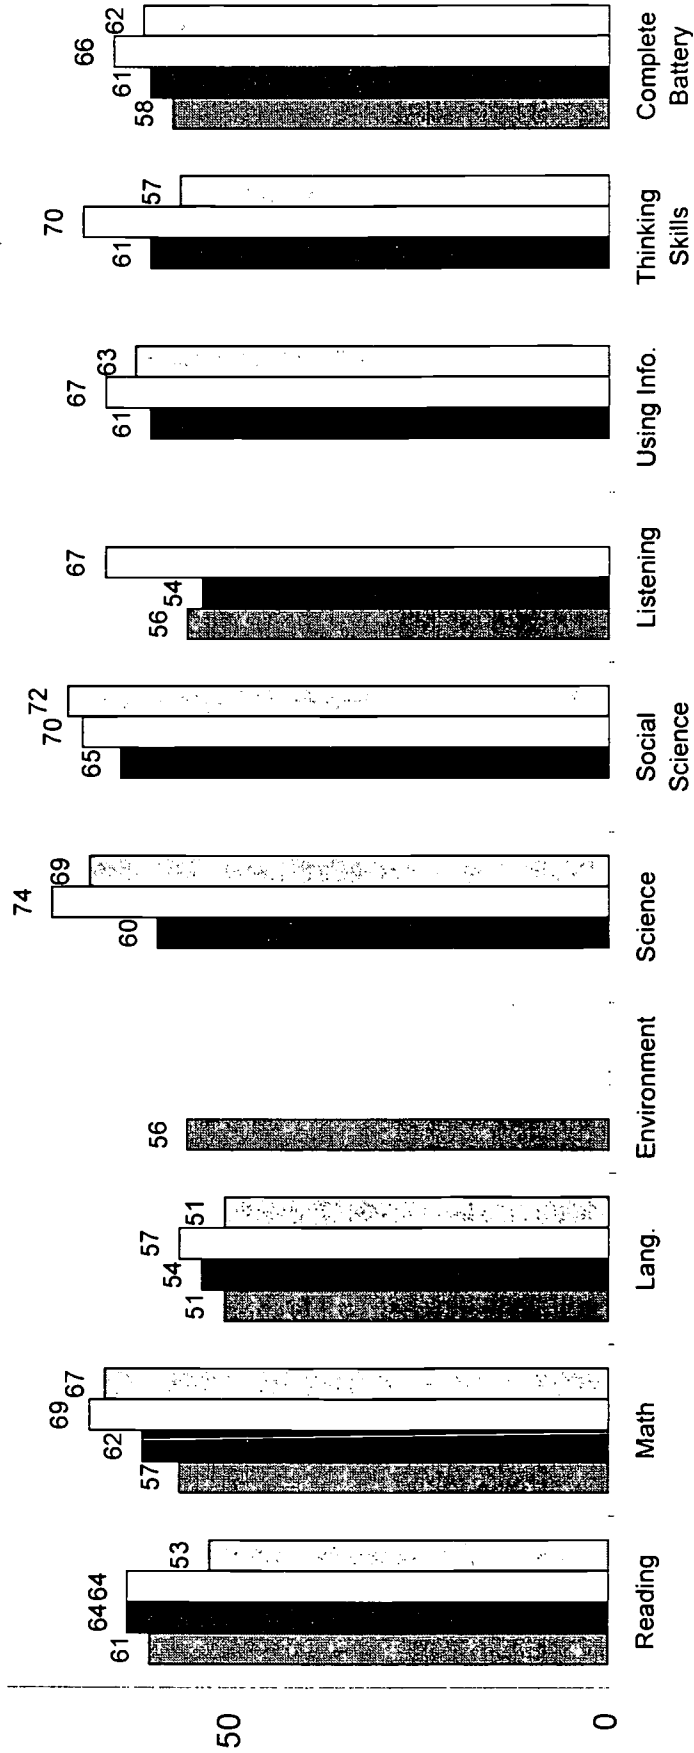 50
0
61
64
64
53
57
62
69
67
51
54
57
51
56
60
74
69
65
70
72
56
54
67
61
67
63
61
70
57
58
61
66
62
Reading
Math
Lang.
Environment
Science
Social
Science
Listening
Using Info.
Thinking
Skills
Complete
Battery